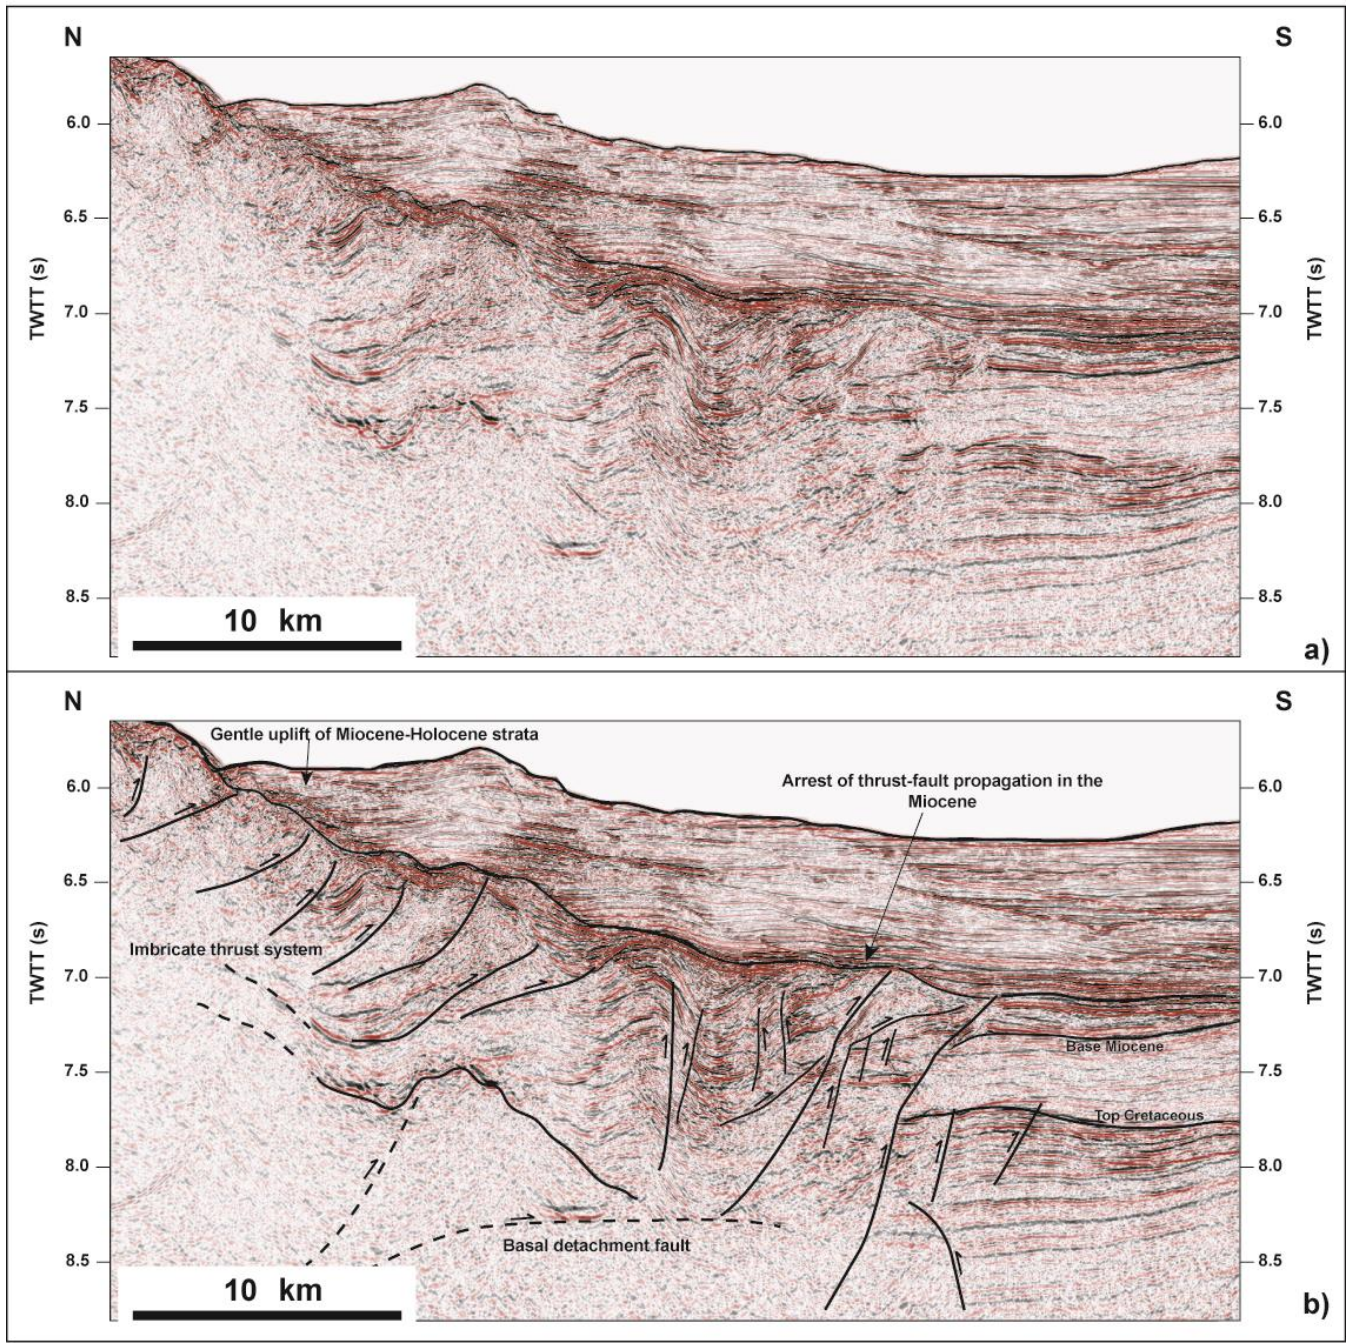 N
S
6.0
6.0
6.5
6.5
TWTT (s)
TWTT (s)
7.0
7.0
7.5
7.5
8.0
8.0
8.5
8.5
10 km
a)
N
S
Gentle uplift of Miocene-Holocene strata
6.0
6.0
Arrest of thrust-fault propagation in the
Miocene
6.5
6.5
Imbricate thrust system
TWTT (s)
TWTT (s)
7.0
7.0
Base Miocene
7.5
7.5
Top Cretaceous
8.0
8.0
Basal detachment fault
8.5
8.5
10 km
b)